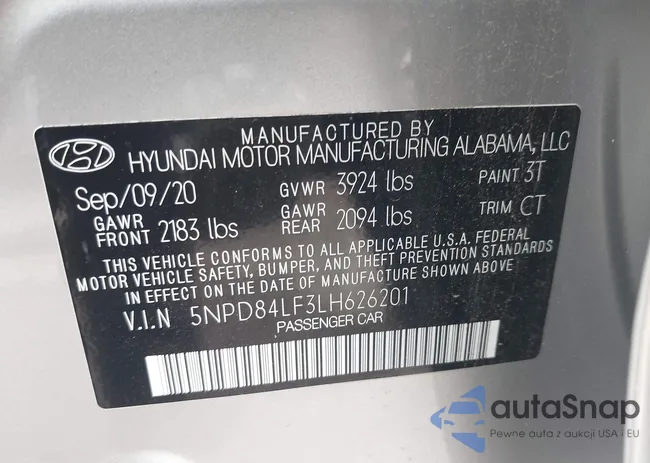 MANUFACTURED BY
HYUNDAI MOTOR MANUFACTURING ALABAMA, LLC
Sep/09/20 GVWR 3924 lbs PAINT 3T
GAWR FRONT 2183 lbs GAWR REAR 2094 lbs TRIM CT
THIS VEHICLE CONFORMS TO ALL APPLICABLE U.S.A. FEDERAL
MOTOR VEHICLE SAFETY, BUMPER, AND THEFT PREVENTION STANDARDS
IN EFFECT ON THE DATE OF MANUFACTURE SHOWN ABOVE
V.I.N 5NPD84LF3LH626201
PASSENGER CAR
autaSnap
Pewne auta z aukcji USA i EU